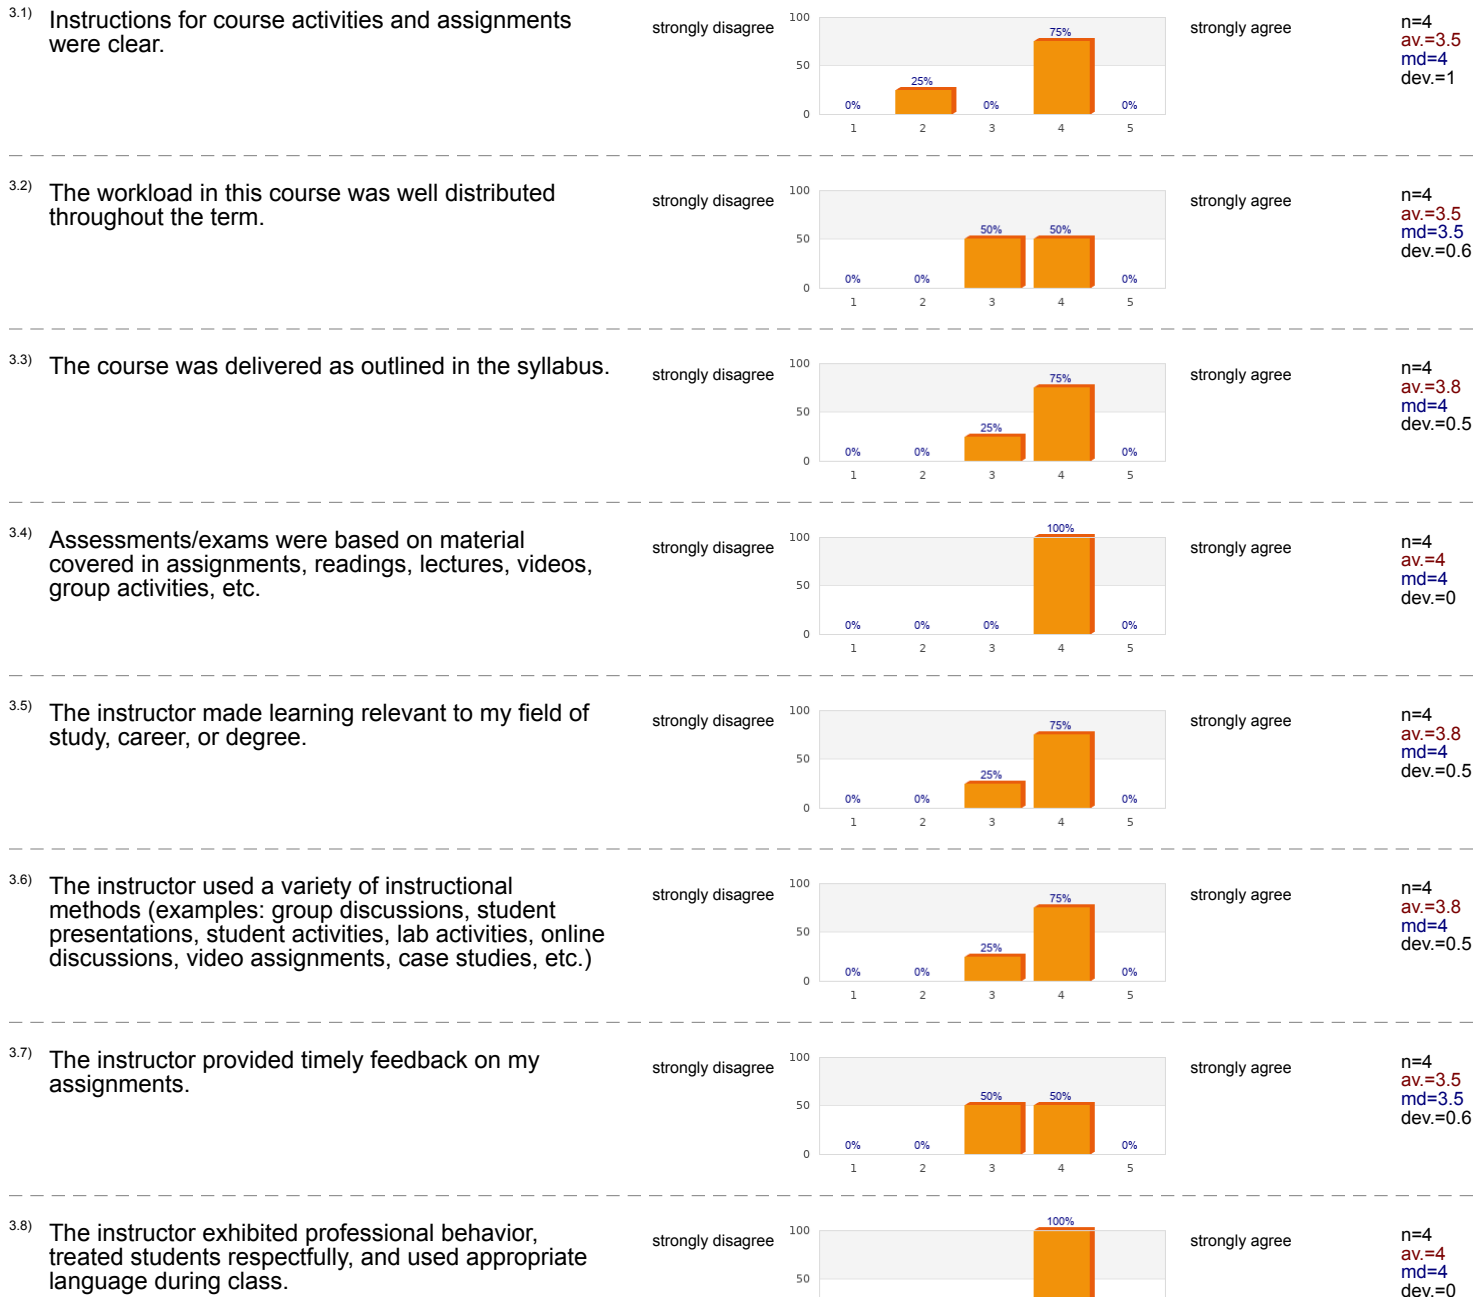 3.1) Instructions for course activities and assignments
were clear.
strongly disagree
100
50
0
0%
25%
0%
75%
0%
1 2 3 4 5
strongly agree
n=4
av.=3.5
md=4
dev.=1
3.2) The workload in this course was well distributed
throughout the term.
strongly disagree
100
50
0
0%
0%
50%
50%
0%
1 2 3 4 5
strongly agree
n=4
av.=3.5
md=3.5
dev.=0.6
3.3) The course was delivered as outlined in the syllabus.
strongly disagree
100
50
0
0%
0%
25%
75%
0%
1 2 3 4 5
strongly agree
n=4
av.=3.8
md=4
dev.=0.5
3.4) Assessments/exams were based on material
covered in assignments, readings, lectures, videos,
group activities, etc.
strongly disagree
100
50
0
0%
0%
0%
100%
0%
1 2 3 4 5
strongly agree
n=4
av.=4
md=4
dev.=0
3.5) The instructor made learning relevant to my field of
study, career, or degree.
strongly disagree
100
50
0
0%
0%
25%
75%
0%
1 2 3 4 5
strongly agree
n=4
av.=3.8
md=4
dev.=0.5
3.6) The instructor used a variety of instructional
methods (examples: group discussions, student
presentations, student activities, lab activities, online
discussions, video assignments, case studies, etc.)
strongly disagree
100
50
0
0%
0%
25%
75%
0%
1 2 3 4 5
strongly agree
n=4
av.=3.8
md=4
dev.=0.5
3.7) The instructor provided timely feedback on my
assignments.
strongly disagree
100
50
0
0%
0%
50%
50%
0%
1 2 3 4 5
strongly agree
n=4
av.=3.5
md=3.5
dev.=0.6
3.8) The instructor exhibited professional behavior,
treated students respectfully, and used appropriate
language during class.
strongly disagree
100
50
100%
strongly agree
n=4
av.=4
md=4
dev.=0